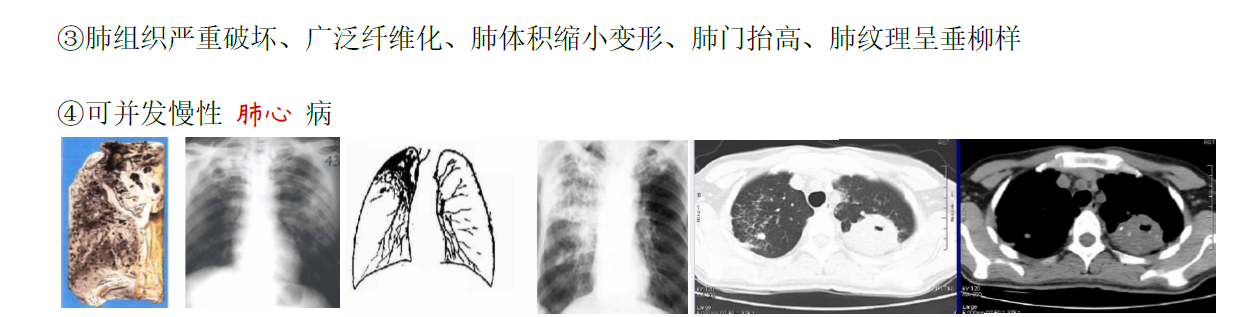 ③肺组织严重破坏、广泛纤维化、肺体积缩小变形、肺门抬高、肺纹理呈垂柳样
④可并发慢性 肺心 病
43